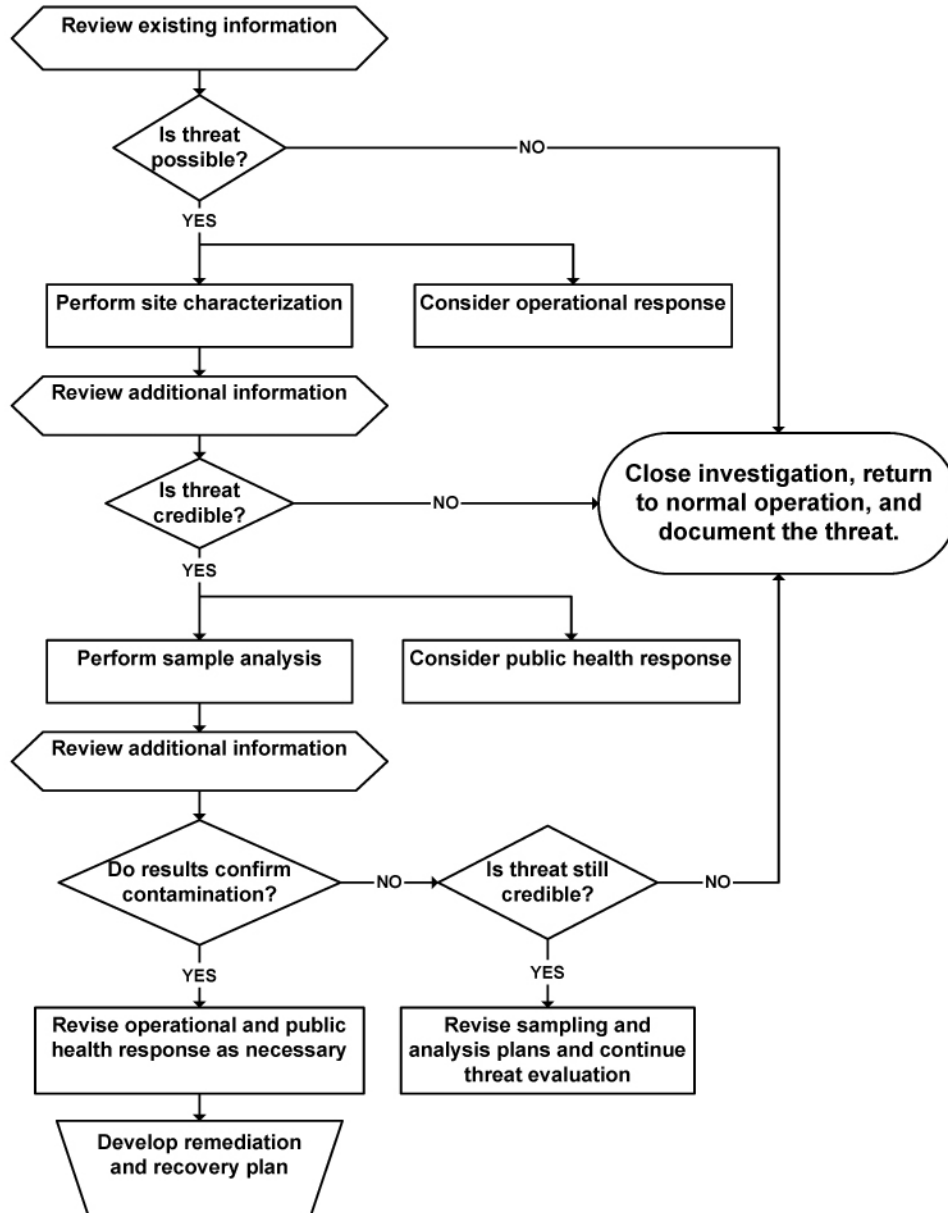 Review existing information
Is threat
possible?
NO
YES
Perform site characterization
Consider operational response
Review additional information
Is threat
credible?
NO
Close investigation, return
to normal operation, and
document the threat.
YES
Perform sample analysis
Consider public health response
Review additional information
Do results confirm
contamination?
NO
Is threat still
credible?
NO
YES
YES
Revise operational and public
health response as necessary
Revise sampling and
analysis plans and continue
threat evaluation
Develop remediation
and recovery plan